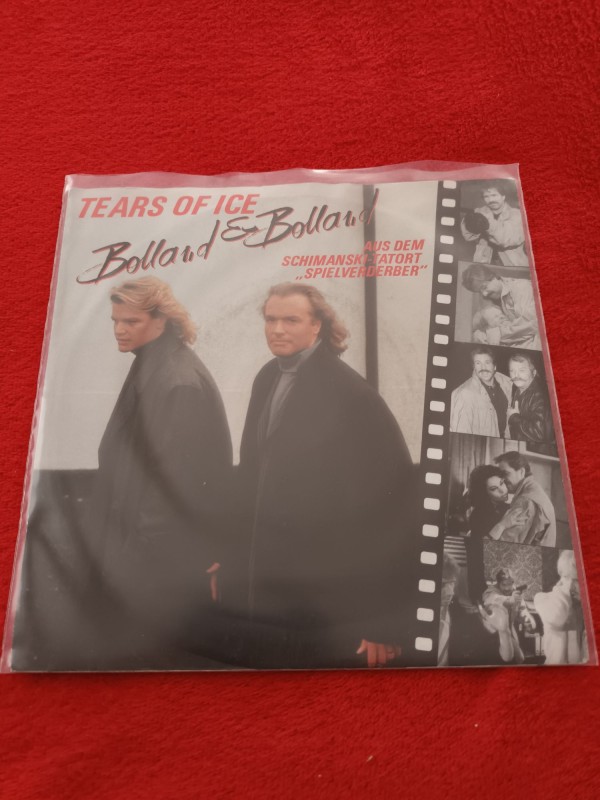 TEARS OF ICE
Bolland & Bolland
AUS DEM
SCHIMANSKI-TATORT
„SPIELVERDERBER"